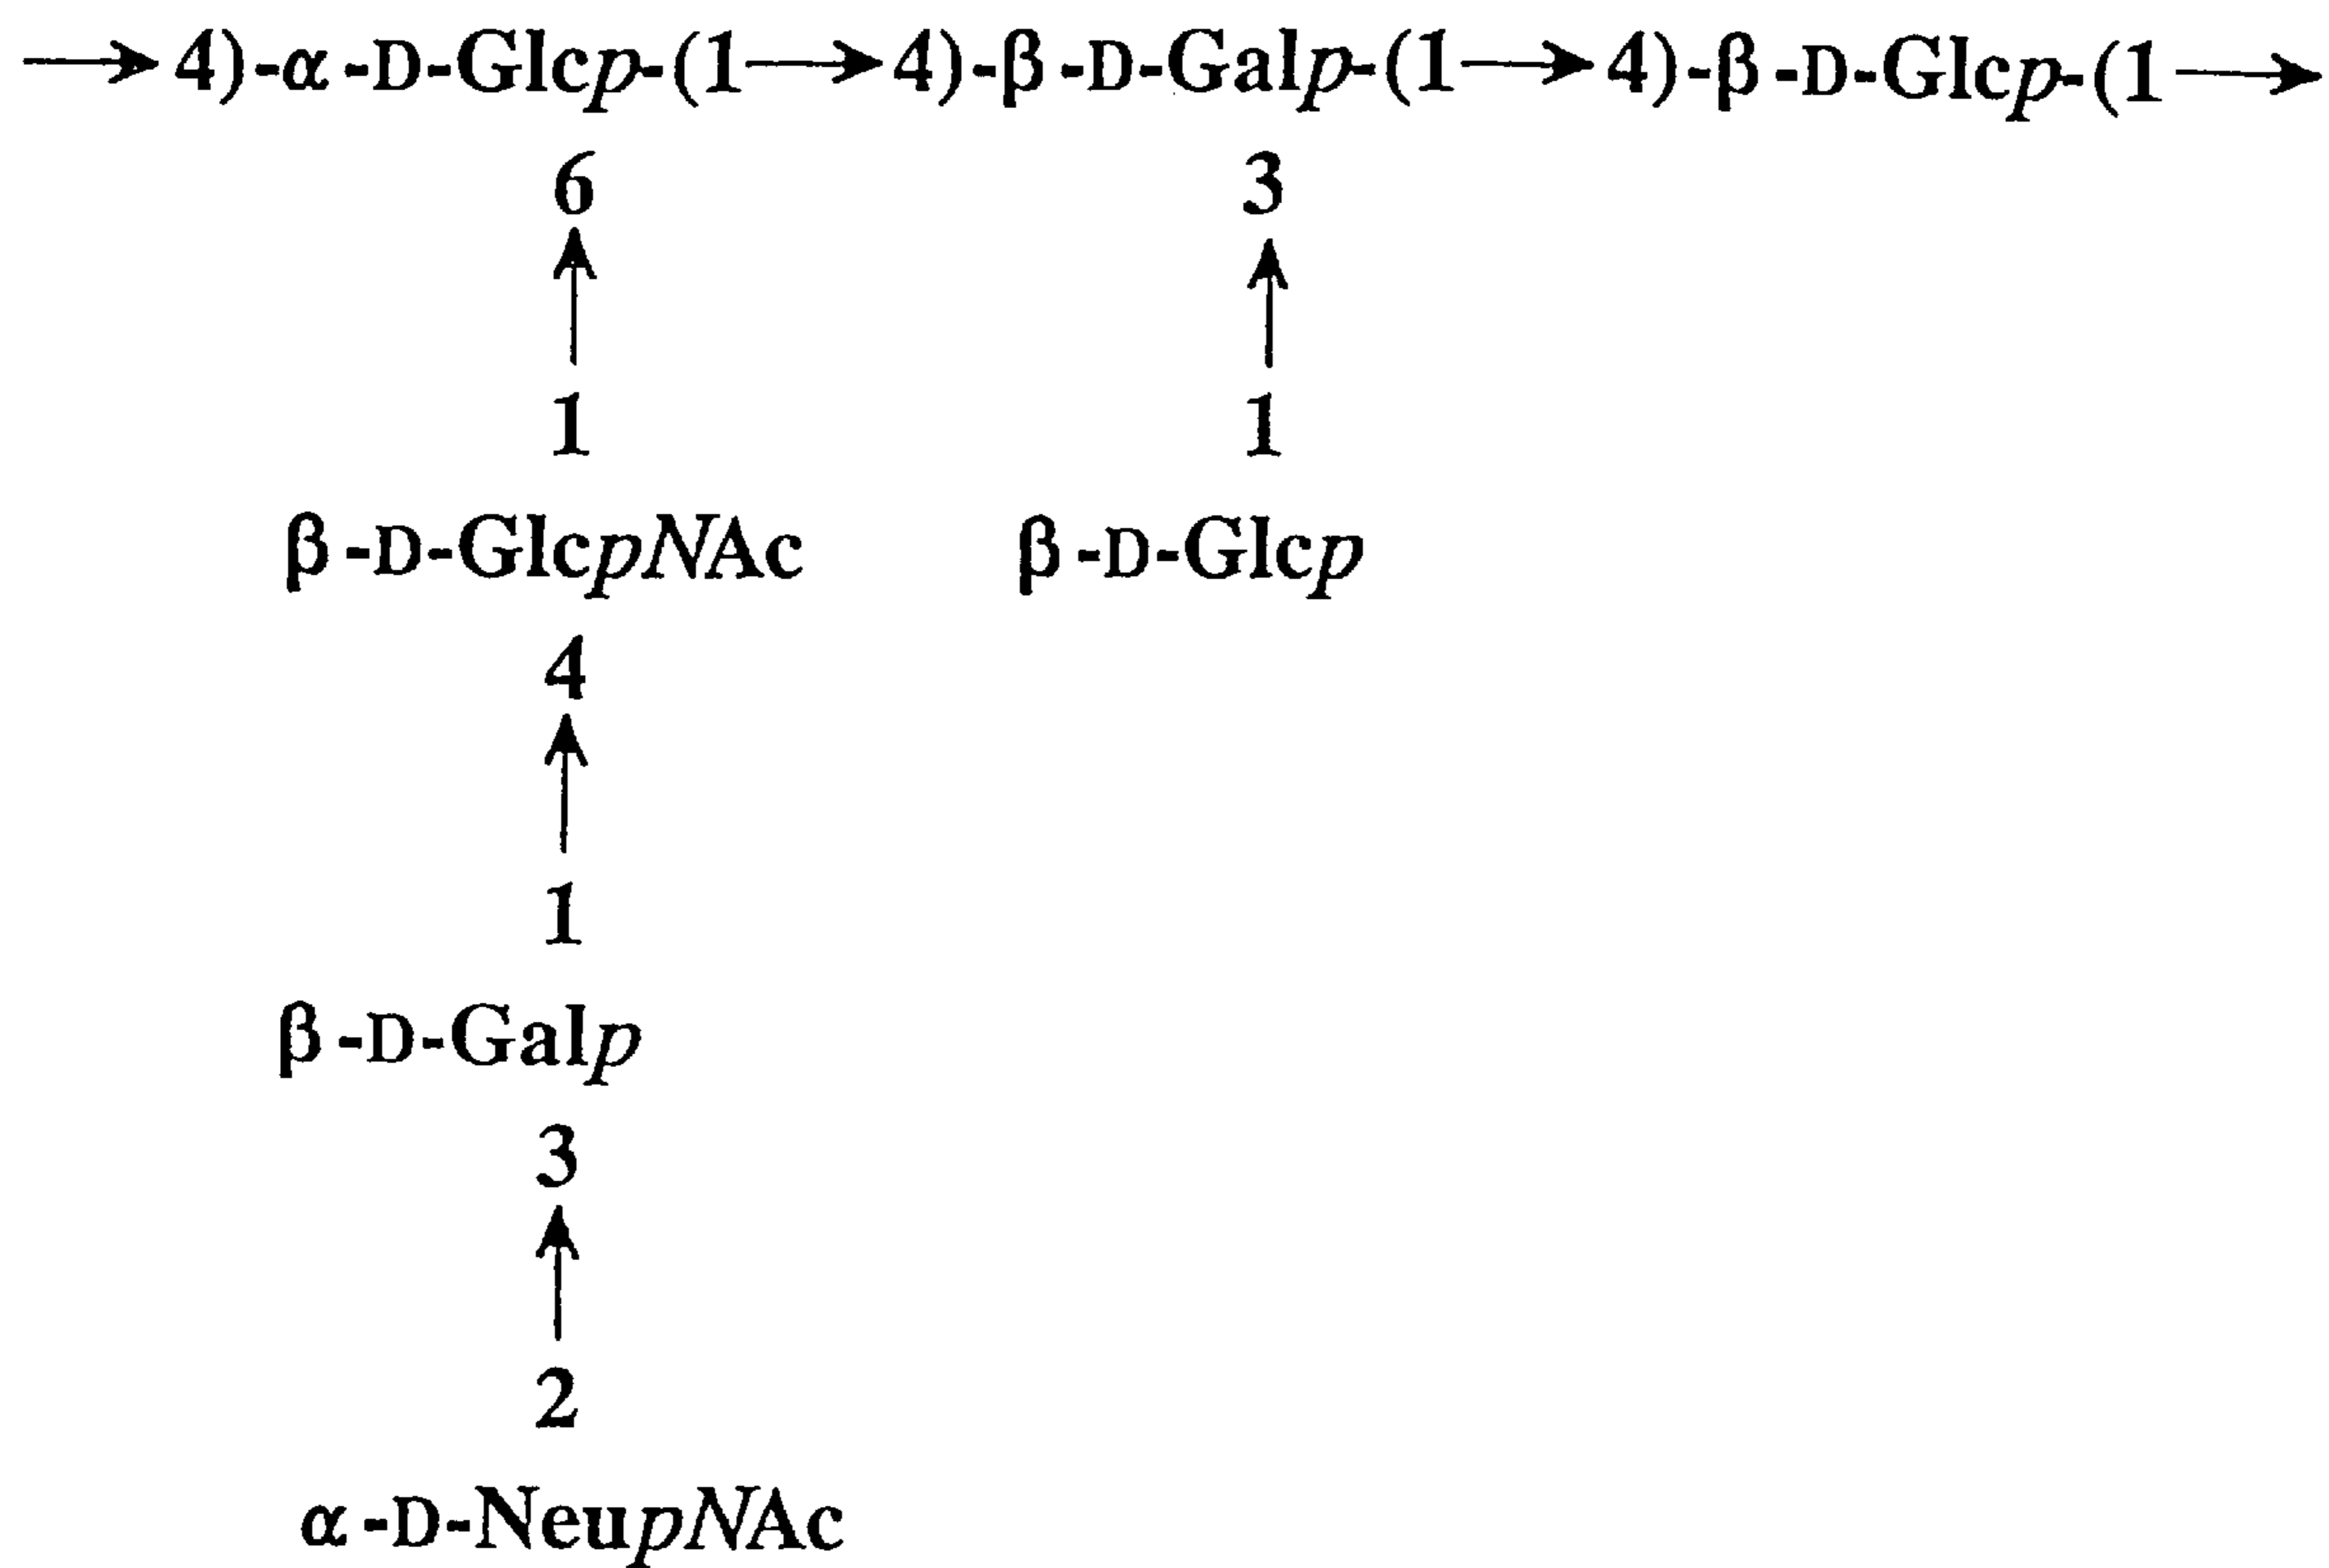 ⟶ 4)-α-D-Glcp-(1 ⟶ 4)-β-D-Galp-(1 ⟶ 4)-β-D-Glcp-(1 ⟶
6 3
1 1
β-D-GlcpNAc β-D-Glcp
4
1
β-D-Galp
3
2
α-D-NeupNAc